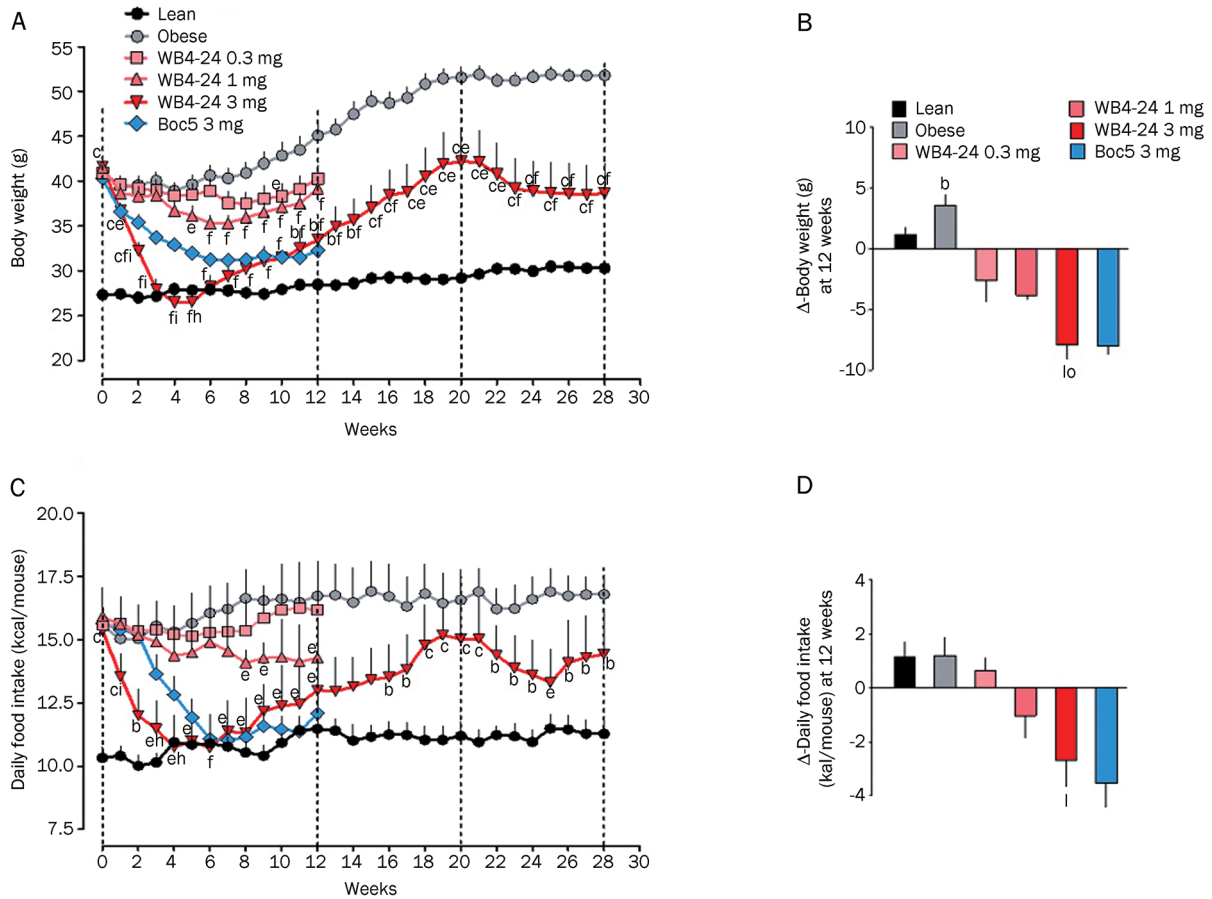 A
Lean
Obese
WB4-24 0.3 mg
WB4-24 1 mg
WB4-24 3 mg
Boc5 3 mg
Body weight (g)
55
50
45
40
35
30
25
20
c
ce
cfi
fi
fi
fh
e
f
f
f
f
f
f
f
f
f
e
f
f
bf
bf
f
bf
bf
cf
cf
cf
ce
ce
ce
ce
ce
cf
cf
cf
cf
cf
cf
0 2 4 6 8 10 12 14 16 18 20 22 24 26 28 30
Weeks
B
Lean
Obese
WB4-24 0.3 mg
WB4-24 1 mg
WB4-24 3 mg
Boc5 3 mg
Δ-Body weight (g)
at 12 weeks
10
5
0
-5
-10
b
lo
C
Daily food intake (kcal/mouse)
20.0
17.5
15.0
12.5
10.0
7.5
c
ci
b
eh
eh
e
f
e
e
e
e
e
e
e
e
e
e
b
b
c
c
c
c
b
b
b
e
b
b
b
0 2 4 6 8 10 12 14 16 18 20 22 24 26 28 30
Weeks
D
Δ-Daily food intake
(kal/mouse) at 12 weeks
4
2
0
-2
-4
l